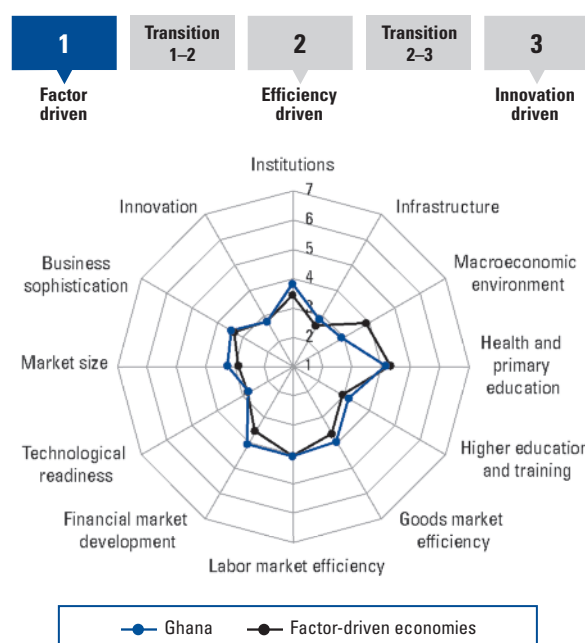 1
Transition
1–2
2
Transition
2–3
3
Factor
driven
Efficiency
driven
Innovation
driven
Institutions
7
Innovation
6
Infrastructure
5
Business
sophistication
4
Macroeconomic
environment
3
2
Market size
1
Health and
primary
education
Technological
readiness
Higher education
and training
Financial market
development
Goods market
efficiency
Labor market efficiency
Ghana
Factor-driven economies